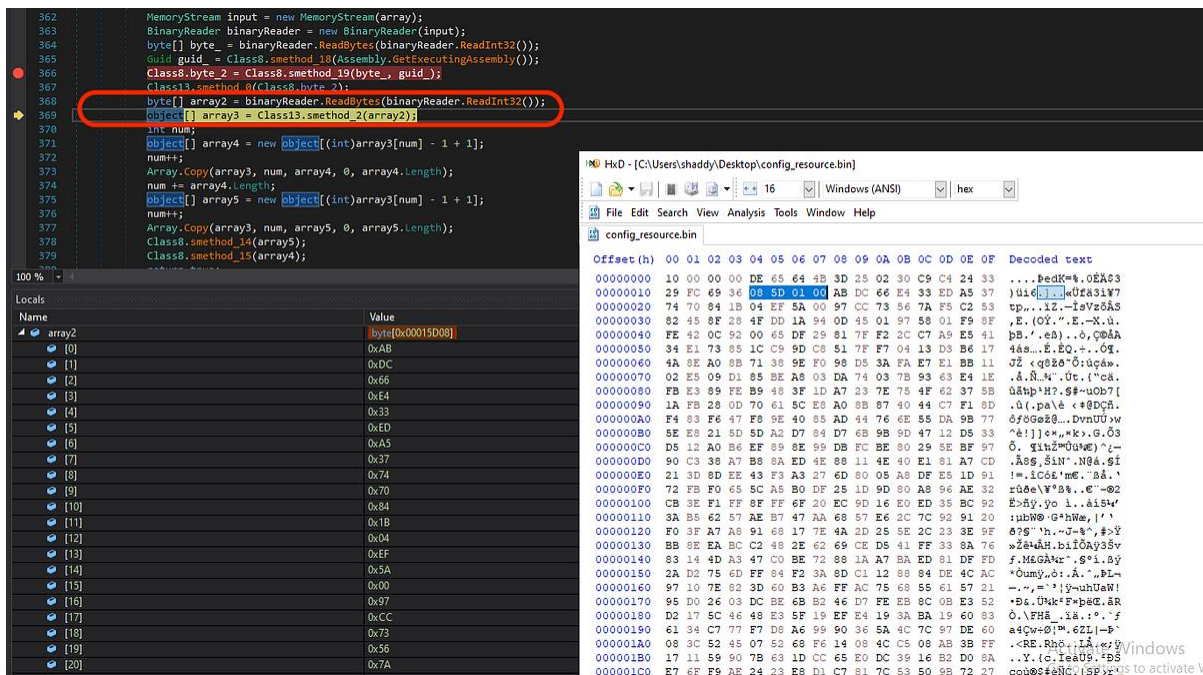 362 MemoryStream input = new MemoryStream(array);
363 BinaryReader binaryReader = new BinaryReader(input);
364 byte[] byte_ = binaryReader.ReadBytes(binaryReader.ReadInt32());
365 Guid guid_ = Class8.smethod_18(Assembly.GetExecutingAssembly());
366 Class8.byte_2 = Class8.smethod_19(byte_, guid_);
367 Class13.smethod_0(Class8.byte_2);
368 byte[] array2 = binaryReader.ReadBytes(binaryReader.ReadInt32());
369 object[] array3 = Class13.smethod_2(array2);
370 int num;
371 object[] array4 = new object[(int)array3[num] - 1 + 1];
372 num++;
373 Array.Copy(array3, num, array4, 0, array4.Length);
374 num += array4.Length;
375 object[] array5 = new object[(int)array3[num] - 1 + 1];
376 num++;
377 Array.Copy(array3, num, array5, 0, array5.Length);
378 Class8.smethod_14(array5);
379 Class8.smethod_15(array4);
100 %
Locals
Name Value
array2 byte[0x00015D08]
[0] 0xAB
[1] 0xDC
[2] 0x66
[3] 0xE4
[4] 0x33
[5] 0xED
[6] 0xA5
[7] 0x37
[8] 0x74
[9] 0x70
[10] 0x84
[11] 0x1B
[12] 0x04
[13] 0xEF
[14] 0x5A
[15] 0x00
[16] 0x97
[17] 0xCC
[18] 0x73
[19] 0x56
[20] 0x7A
HxD - [C:\Users\shaddy\Desktop\config_resource.bin]
16 Windows (ANSI) hex
File Edit Search View Analysis Tools Window Help
config_resource.bin
Offset(h) 00 01 02 03 04 05 06 07 08 09 0A 0B 0C 0D 0E 0F Decoded text
00000000 10 00 00 00 DE 65 64 4B 3D 25 02 30 C9 C4 24 33
00000010 29 FC 69 36 08 5D 01 00 AB DC 66 E4 33 ED A5 37
00000020 74 70 84 1B 04 EF 5A 00 97 CC 73 56 7A F5 C2 53
00000030 82 45 8F 28 4F DD 1A 94 0D 45 01 97 58 01 F9 8F
00000040 FE 42 0C 92 00 65 DF 29 81 7F F2 2C C7 A9 E5 41
00000050 34 E1 73 85 1C C9 9D C8 51 7F F7 04 13 D3 B6 17
00000060 4A 8E A0 8B 71 38 9E F0 98 D5 3A FA E7 E1 BB 11
00000070 02 E5 09 D1 85 BE A8 03 DA 74 03 7B 93 63 E4 1E
00000080 FB E3 89 FE B9 48 3F 1D A7 23 7E 75 4F 62 37 5B
00000090 1A FB 28 0D 70 61 5C E8 A0 8B 87 40 44 C7 F1 8D
000000A0 F4 83 F6 47 F8 9E 40 85 AD 44 76 6E 55 DA 9B 77
000000B0 5E E8 21 5D 5D A2 D7 84 D7 6B 9B 9D 47 12 D5 33
000000C0 D5 12 A0 B6 EF 89 8E 99 DB FC BE 80 29 5E BF 97
000000D0 90 C3 38 A7 B8 8A ED 4E 88 11 4E 40 E1 81 A7 CD
000000E0 21 3D 8D EE 43 F3 A3 27 6D 80 05 A8 DF E5 1D 91
000000F0 72 FB F0 65 5C A5 B0 DF 25 1D 9D 80 A8 96 AE 32
00000100 CB 3E F1 FF 8F FF 6F 20 EC 9D 16 E0 ED 35 BC 92
00000110 3A B5 62 57 AE B7 47 AA 68 57 E6 2C 7C 92 91 20
00000120 F0 3F A7 A8 91 68 17 7E 4A 2D 25 5E 2C 23 3E 9F
00000130 BB 8E EA BC C2 48 2E 62 69 CE D5 41 FF 33 8A 76
00000140 83 14 4D A3 47 C0 BE 72 88 1A A7 BA ED 81 DF FD
00000150 2A D2 75 6D FF 84 F2 3A 8D C1 12 88 84 DE 4C AC
00000160 97 10 7E 82 3D 60 B3 A6 FF AC 75 68 55 61 57 21
00000170 95 D0 26 03 DC BE 6B B2 46 D7 FE EB 8C 0B E3 52
00000180 D2 17 5C 46 48 E3 5F 19 EF E4 19 3A BA 19 60 83
00000190 61 34 C7 77 F7 D8 A6 99 90 36 5A 4C 7C 97 DE 60
000001A0 08 3C 52 45 07 52 68 F6 14 08 4C C5 08 AB 3B FF
000001B0 17 11 59 90 7B 63 1D CC 65 E0 DC 39 16 B2 D0 8A
000001C0 E7 6F F9 AE 24 23 E8 D1 C7 81 7C 53 50 9B 72 27
Activate Windows
Go to Settings to activate W